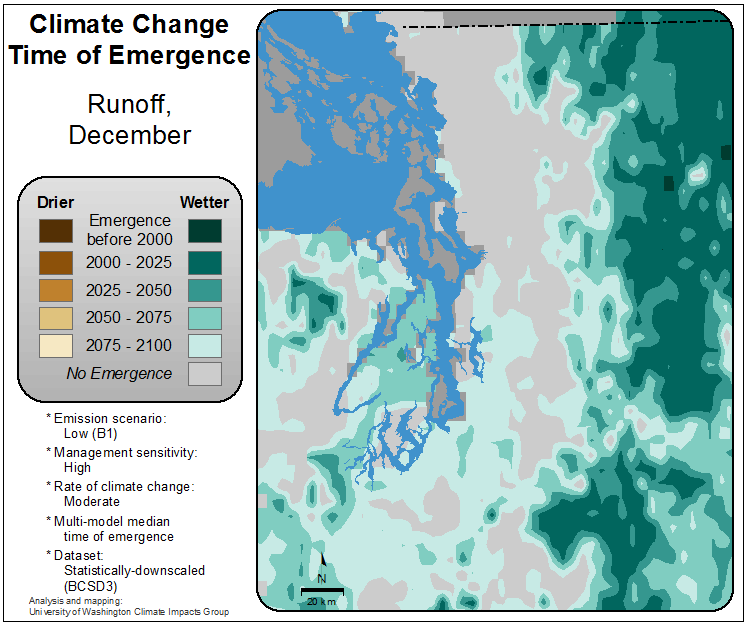 Climate Change
Time of Emergence
Runoff,
December
Drier
Wetter
Emergence
before 2000
2000 - 2025
2025 - 2050
2050 - 2075
2075 - 2100
No Emergence
* Emission scenario:
Low (B1)
* Management sensitivity:
High
* Rate of climate change:
Moderate
* Multi-model median
time of emergence
* Dataset:
Statistically-downscaled
(BCSD3)
Analysis and mapping:
University of Washington Climate Impacts Group
N
20 km